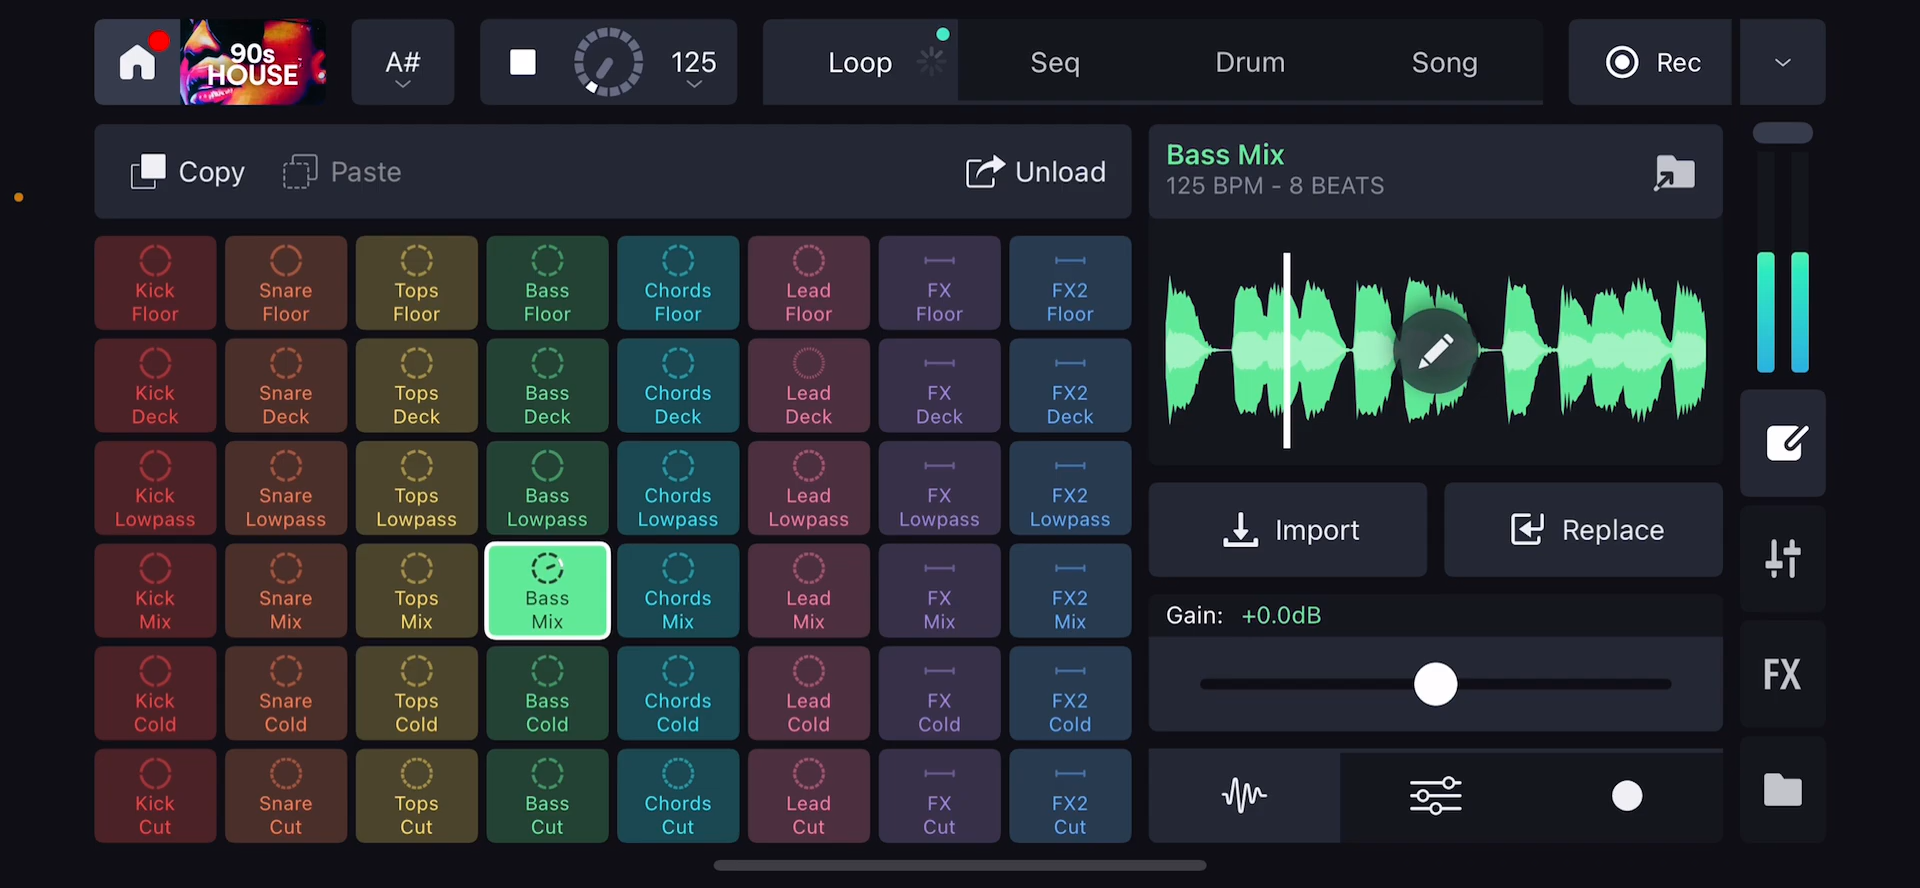 90s
HOUSE
A#
125
Loop
Seq
Drum
Song
Rec
Copy
Paste
Unload
Bass Mix
125 BPM - 8 BEATS
Kick
Floor
Snare
Floor
Tops
Floor
Bass
Floor
Chords
Floor
Lead
Floor
FX
Floor
FX2
Floor
Kick
Deck
Snare
Deck
Tops
Deck
Bass
Deck
Chords
Deck
Lead
Deck
FX
Deck
FX2
Deck
Kick
Lowpass
Snare
Lowpass
Tops
Lowpass
Bass
Lowpass
Chords
Lowpass
Lead
Lowpass
FX
Lowpass
FX2
Lowpass
Kick
Mix
Snare
Mix
Tops
Mix
Bass
Mix
Chords
Mix
Lead
Mix
FX
Mix
FX2
Mix
Kick
Cold
Snare
Cold
Tops
Cold
Bass
Cold
Chords
Cold
Lead
Cold
FX
Cold
FX2
Cold
Kick
Cut
Snare
Cut
Tops
Cut
Bass
Cut
Chords
Cut
Lead
Cut
FX
Cut
FX2
Cut
Import
Replace
Gain: +0.0dB
FX